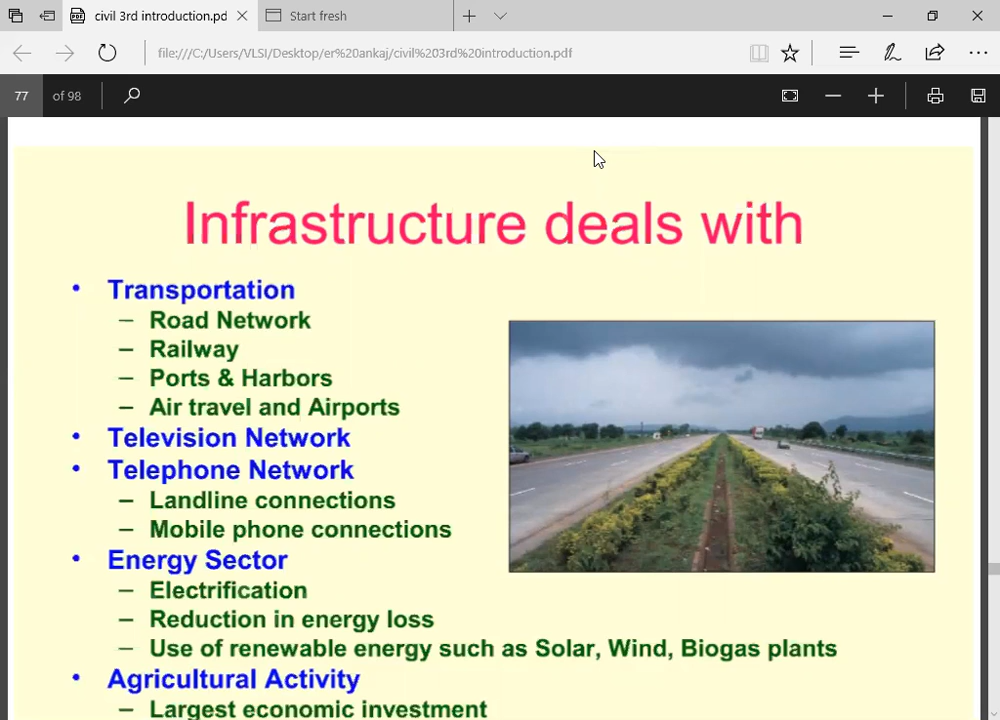 civil 3rd introduction.pd
Start fresh
file:///C:/Users/VLSI/Desktop/er%20ankaj/civil%203rd%20introduction.pdf
77 of 98
Infrastructure deals with
• Transportation
– Road Network
– Railway
– Ports & Harbors
– Air travel and Airports
• Television Network
• Telephone Network
– Landline connections
– Mobile phone connections
• Energy Sector
– Electrification
– Reduction in energy loss
– Use of renewable energy such as Solar, Wind, Biogas plants
• Agricultural Activity
– Largest economic investment